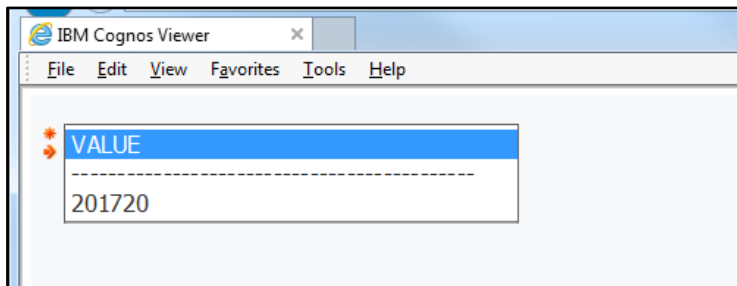 IBM Cognos Viewer
File Edit View Favorites Tools Help
VALUE
--------------------------------------------
201720